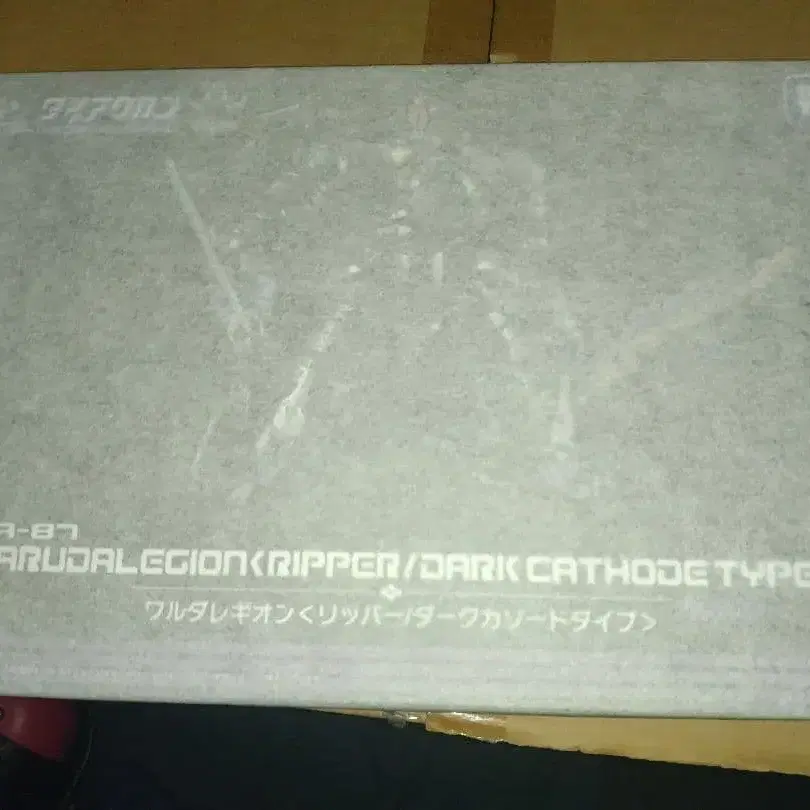 ダイアクロン
A-87
ARUDALEGION<RIPPER/DARK CATHODE TYPE
ワルダレギオン<リッパー/ダークカソードタイプ>